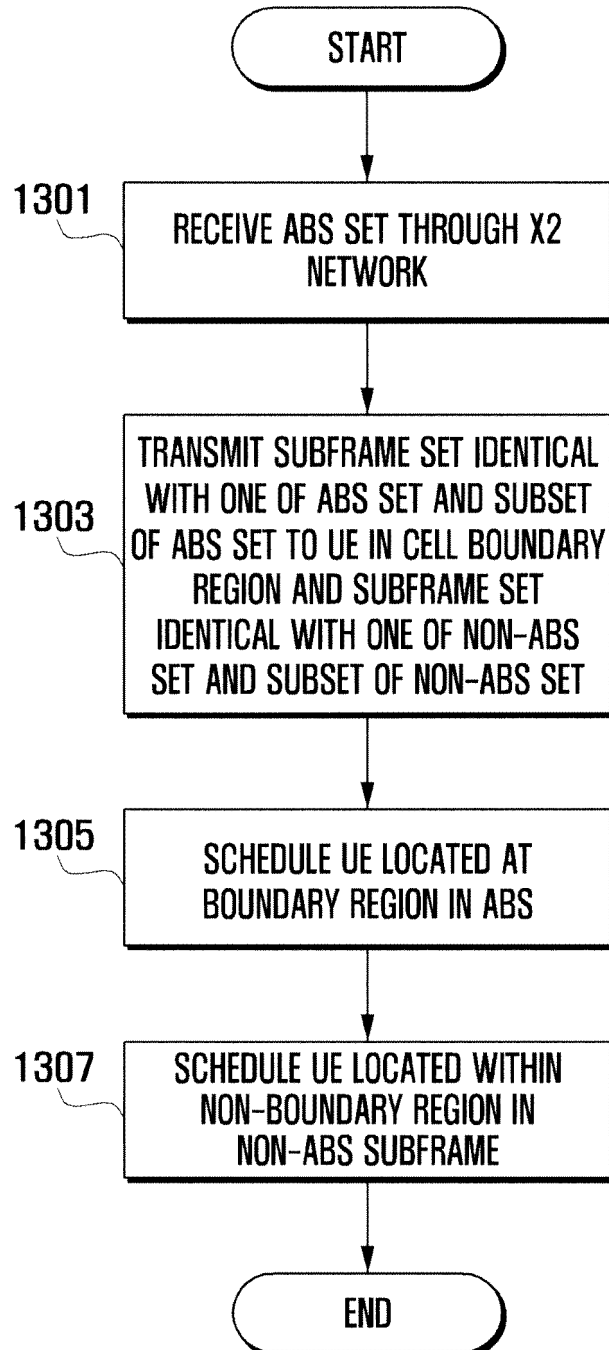 START
1301
RECEIVE ABS SET THROUGH X2
NETWORK
1303
TRANSMIT SUBFRAME SET IDENTICAL
WITH ONE OF ABS SET AND SUBSET
OF ABS SET TO UE IN CELL BOUNDARY
REGION AND SUBFRAME SET
IDENTICAL WITH ONE OF NON-ABS
SET AND SUBSET OF NON-ABS SET
1305
SCHEDULE UE LOCATED AT
BOUNDARY REGION IN ABS
1307
SCHEDULE UE LOCATED WITHIN
NON-BOUNDARY REGION IN
NON-ABS SUBFRAME
END